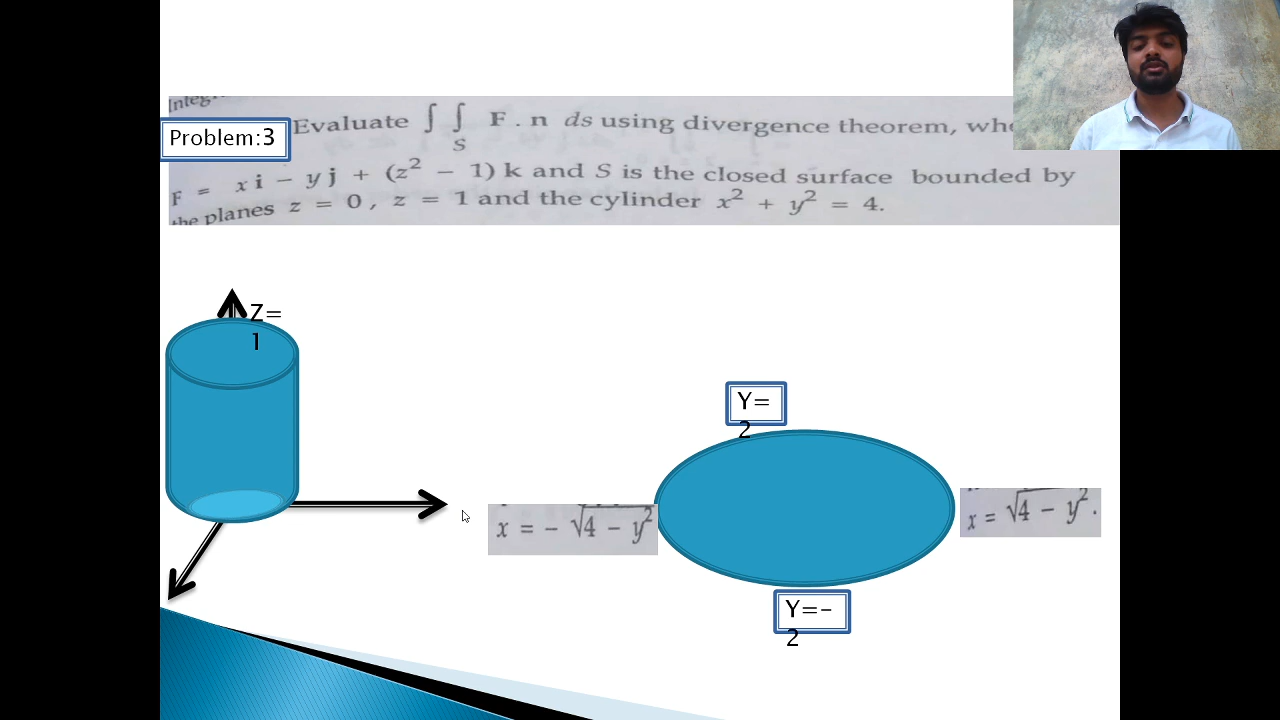 Integ
Problem:3
Evaluate ∫ ∫ F . n ds using divergence theorem, whe
S
F = x i − y j + (z² − 1) k and S is the closed surface bounded by
the planes z = 0 , z = 1 and the cylinder x² + y² = 4.
Z=
1
Y=
2
x = − √4 − y²
x = √4 − y² .
Y=-
2